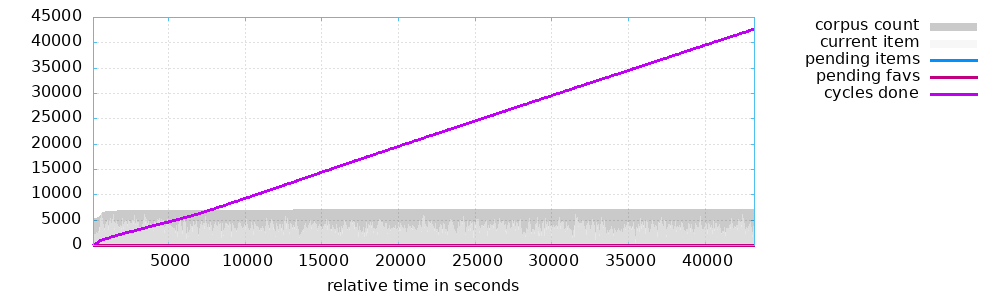 45000
40000
35000
30000
25000
20000
15000
10000
5000
0
5000 10000 15000 20000 25000 30000 35000 40000
relative time in seconds
corpus count
current item
pending items
pending favs
cycles done